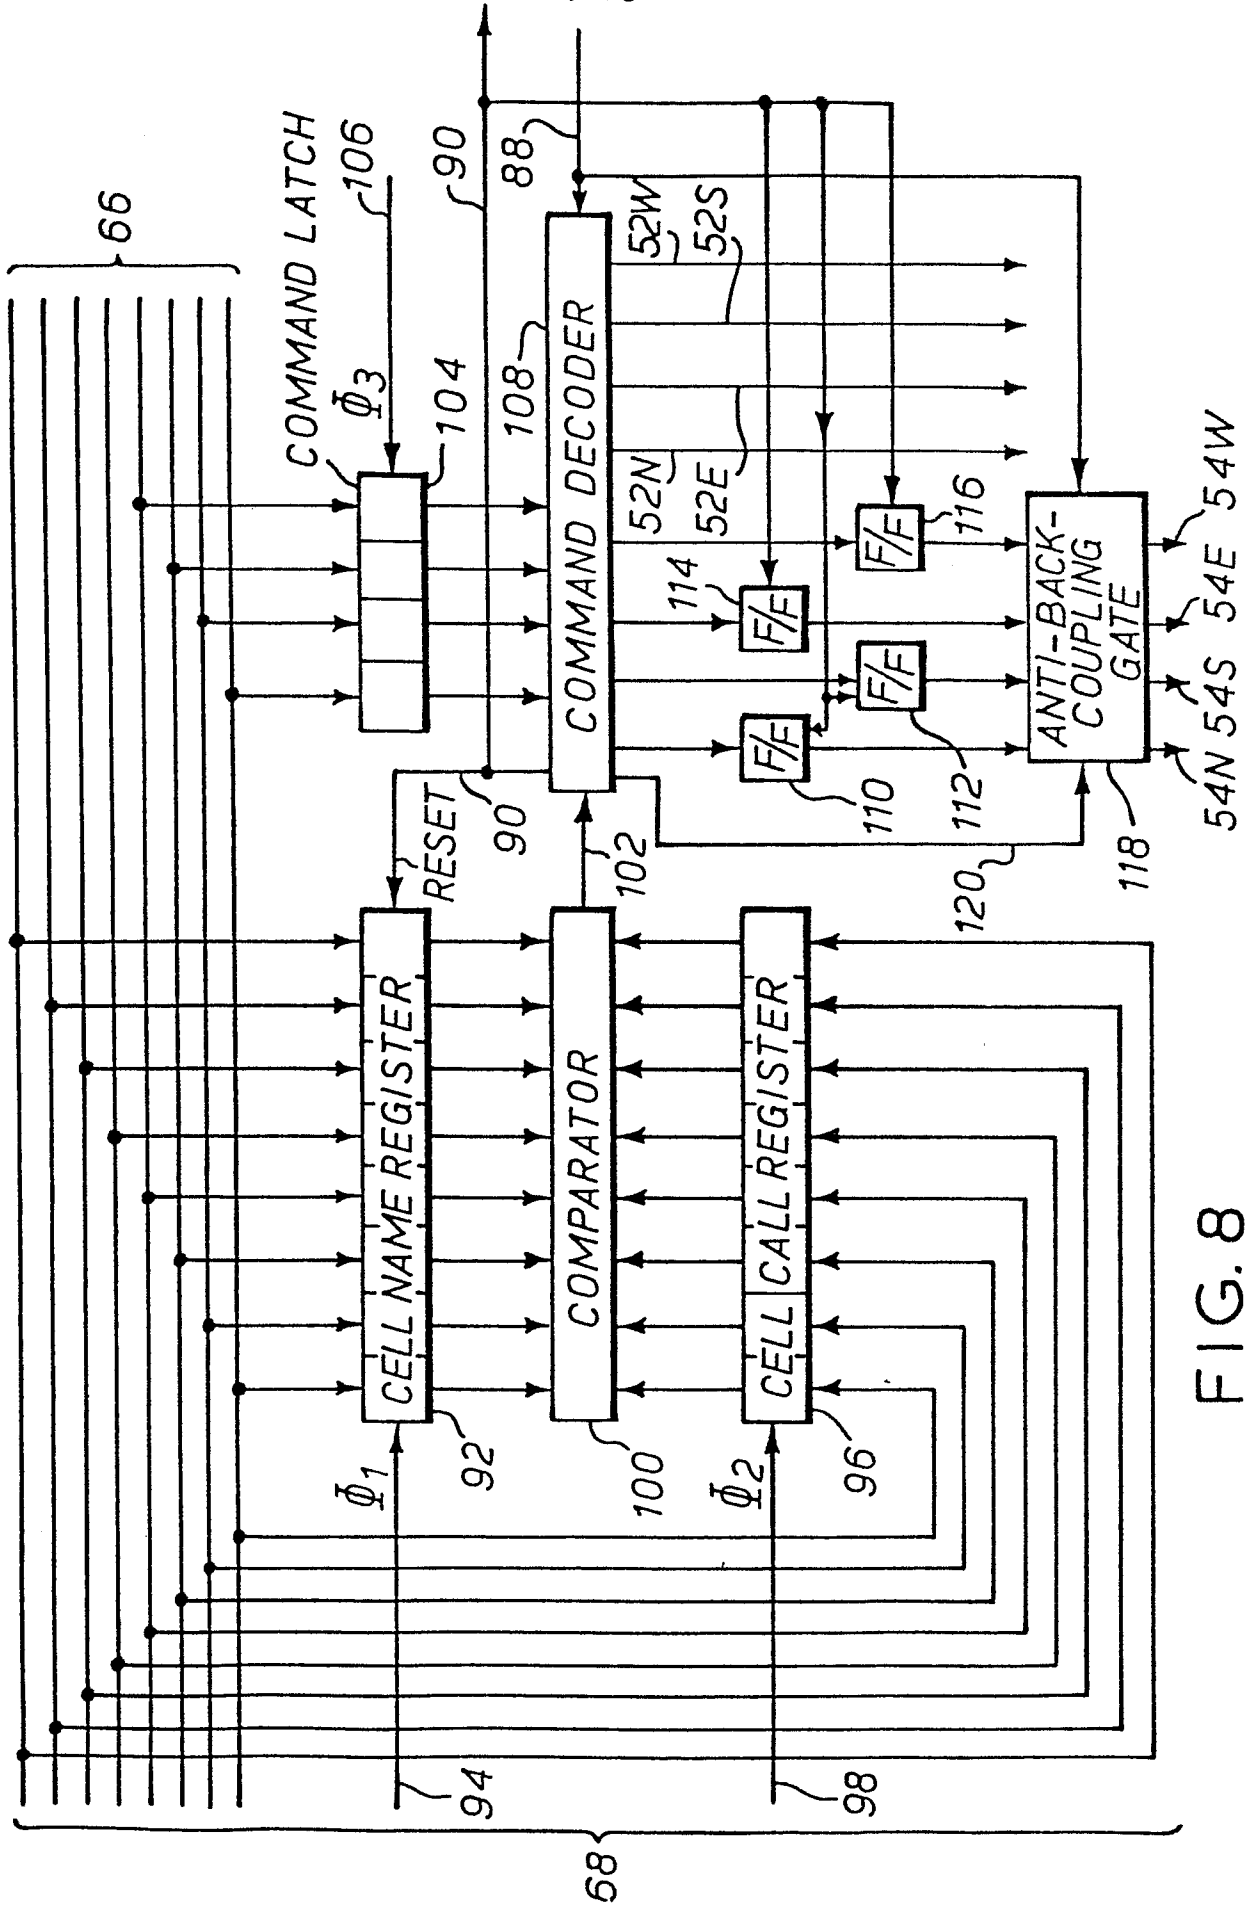 66
COMMAND LATCH
Φ3
106
104
90
88
108
COMMAND DECODER
52W
52S
52N
52E
RESET
90
CELL NAME REGISTER
Φ1
92
94
COMPARATOR
100
102
CELL CALL REGISTER
Φ2
96
98
68
F/F
110
F/F
112
F/F
114
F/F
116
120
ANTI-BACK-
COUPLING
GATE
118
54N
54S
54E
54W
FIG. 8